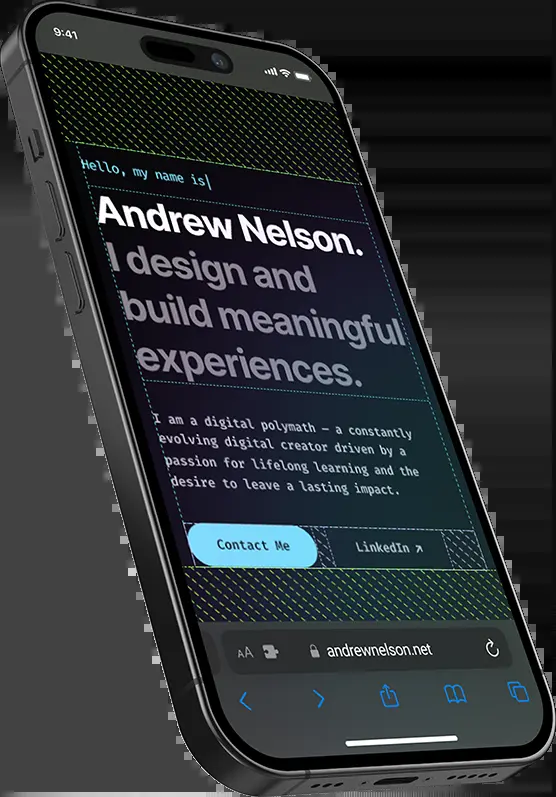 9:41
Hello, my name is
Andrew Nelson.
I design and
build meaningful
experiences.
I am a digital polymath — a constantly
evolving digital creator driven by a
passion for lifelong learning and the
desire to leave a lasting impact.
Contact Me
LinkedIn ↗
AA
andrewnelson.net